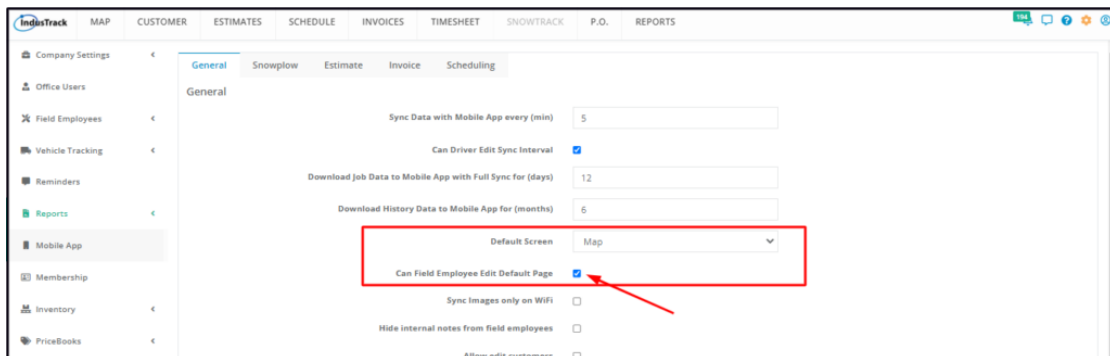 IndusTrack MAP CUSTOMER ESTIMATES SCHEDULE INVOICES TIMESHEET SNOWTRACK P.O. REPORTS 194
Company Settings
Office Users
Field Employees
Vehicle Tracking
Reminders
Reports
Mobile App
Membership
Inventory
PriceBooks
General Snowplow Estimate Invoice Scheduling
General
Sync Data with Mobile App every (min) 5
Can Driver Edit Sync Interval
Download Job Data to Mobile App with Full Sync for (days) 12
Download History Data to Mobile App for (months) 6
Default Screen Map
Can Field Employee Edit Default Page
Sync Images only on WiFi
Hide internal notes from field employees
Allow edit customers